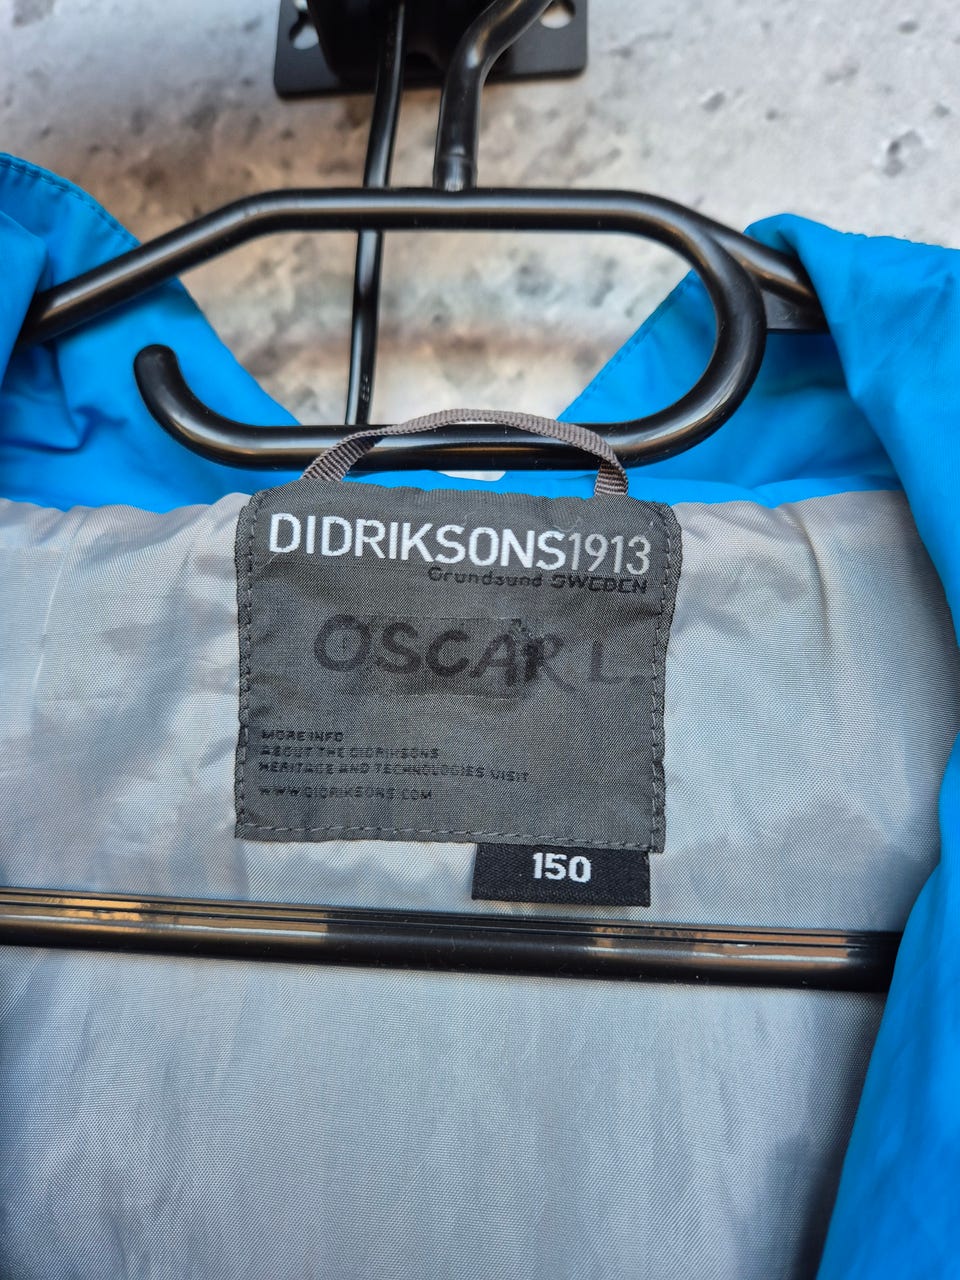 DIDRIKSONS1913
Grundsund SWEDEN
OSCAR L.
MORE INFO
ABOUT THE DIDRIKSONS
HERITAGE AND TECHNOLOGIES VISIT
WWW.DIDRIKSONS.COM
150